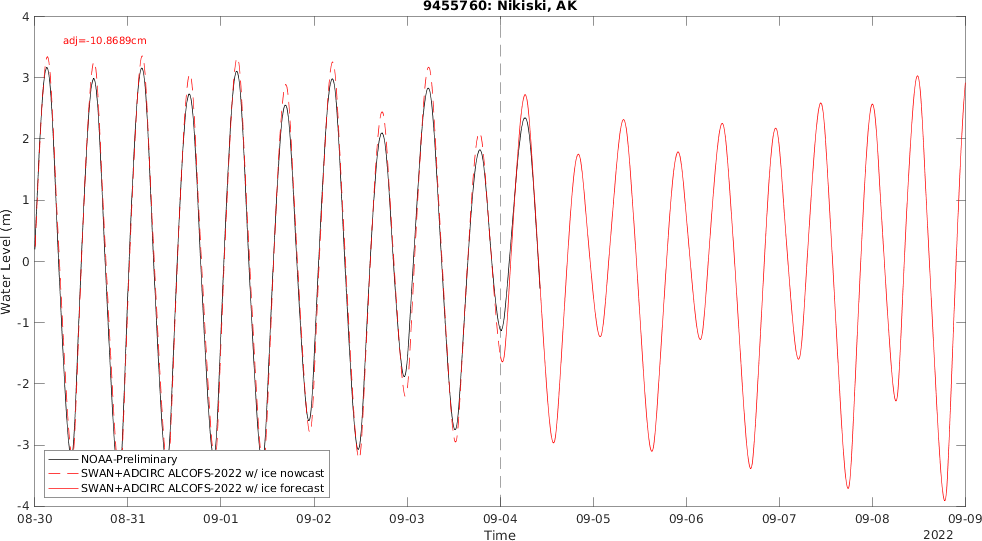 9455760: Nikiski, AK
adj=-10.8689cm
4
3
2
1
0
-1
-2
-3
-4
Water Level (m)
NOAA-Preliminary
SWAN+ADCIRC ALCOFS-2022 w/ ice nowcast
SWAN+ADCIRC ALCOFS-2022 w/ ice forecast
08-30 08-31 09-01 09-02 09-03 09-04 09-05 09-06 09-07 09-08 09-09
Time
2022